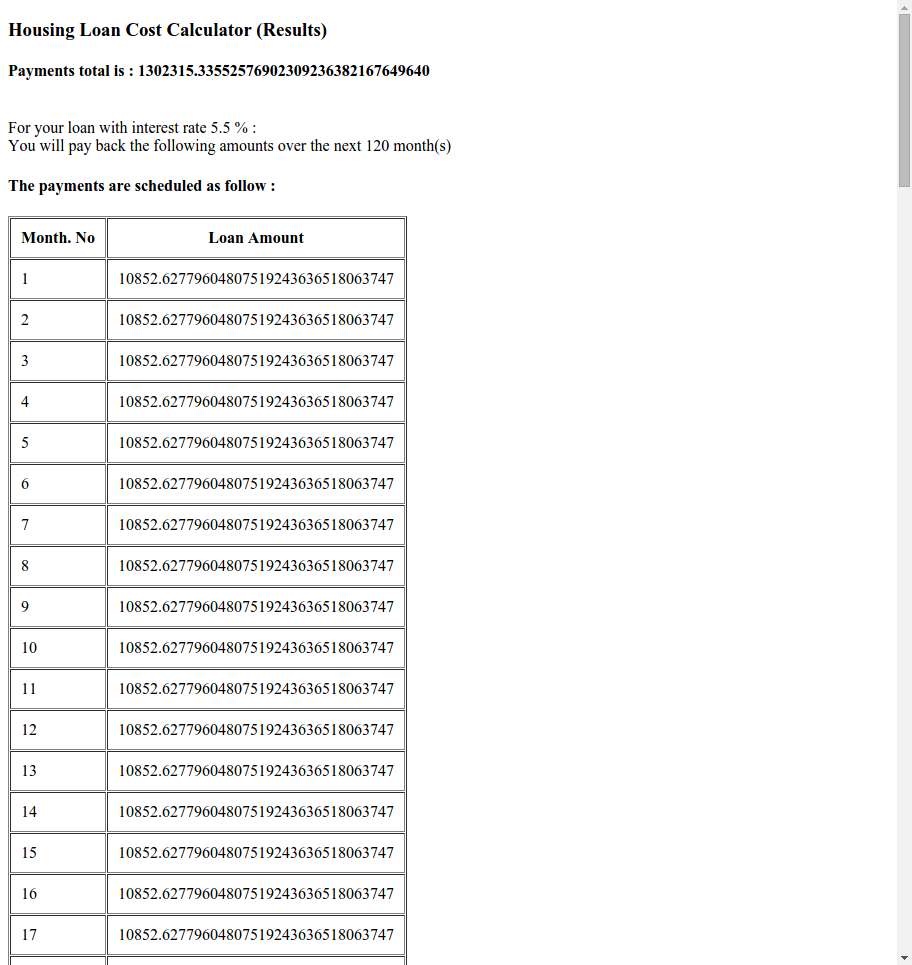 Housing Loan Cost Calculator (Results)
Payments total is : 1302315.3355257690230923638216764​9640
For your loan with interest rate 5.5 % :
You will pay back the following amounts over the next 120 month(s)
The payments are scheduled as follow :
Month. No Loan Amount
1 10852.62779604807519243636518063747
2 10852.62779604807519243636518063747
3 10852.62779604807519243636518063747
4 10852.62779604807519243636518063747
5 10852.62779604807519243636518063747
6 10852.62779604807519243636518063747
7 10852.62779604807519243636518063747
8 10852.62779604807519243636518063747
9 10852.62779604807519243636518063747
10 10852.62779604807519243636518063747
11 10852.62779604807519243636518063747
12 10852.62779604807519243636518063747
13 10852.62779604807519243636518063747
14 10852.62779604807519243636518063747
15 10852.62779604807519243636518063747
16 10852.62779604807519243636518063747
17 10852.62779604807519243636518063747